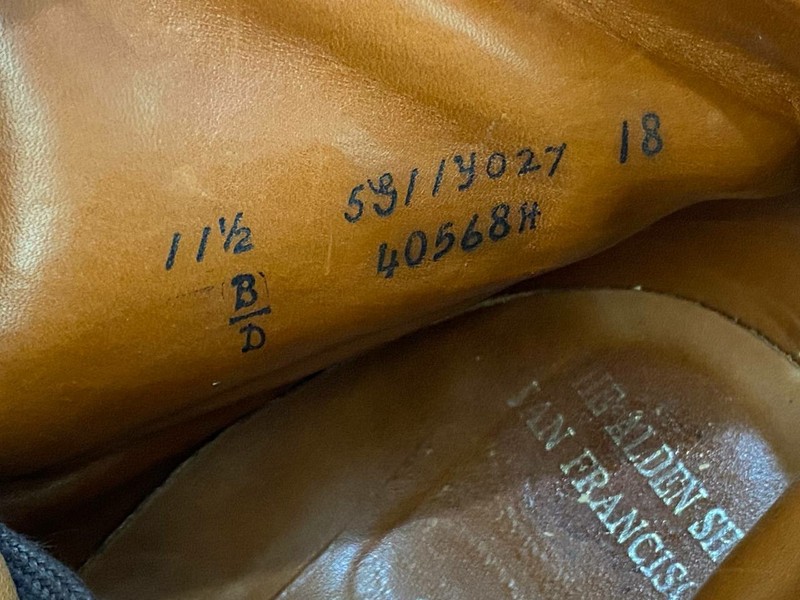 11½ 5911Y027 18
B 40568H
D
THE ALDEN SH
SAN FRANCISC